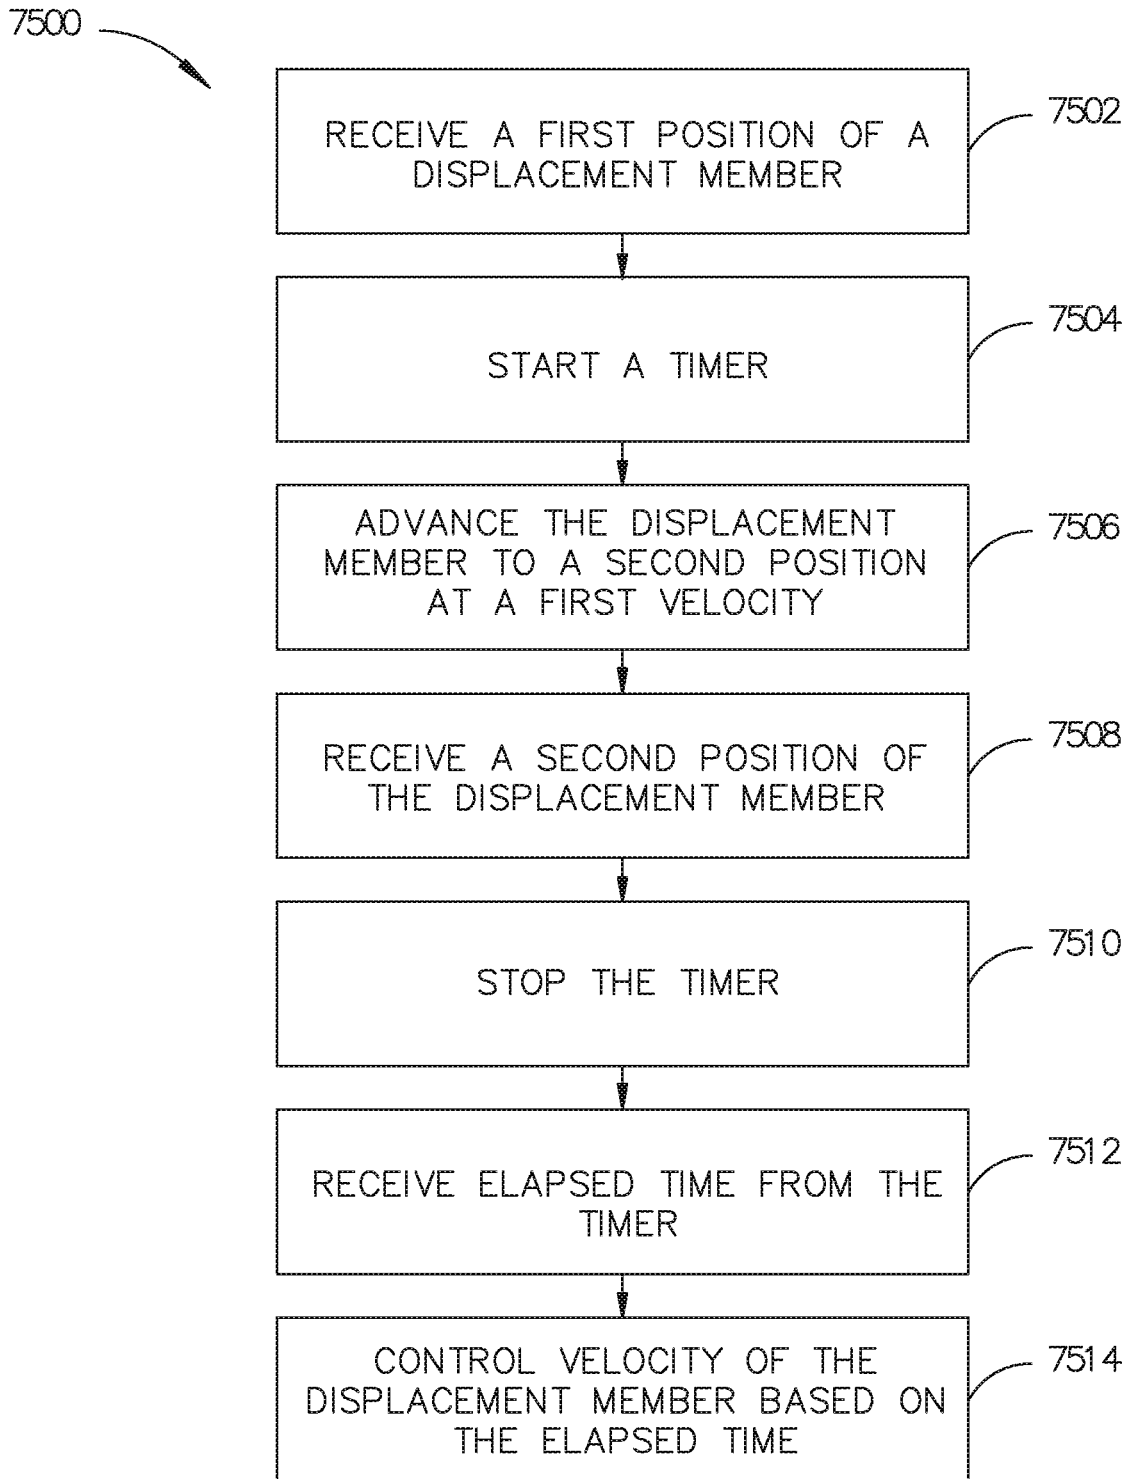 7500
RECEIVE A FIRST POSITION OF A
DISPLACEMENT MEMBER
7502
START A TIMER
7504
ADVANCE THE DISPLACEMENT
MEMBER TO A SECOND POSITION
AT A FIRST VELOCITY
7506
RECEIVE A SECOND POSITION OF
THE DISPLACEMENT MEMBER
7508
STOP THE TIMER
7510
RECEIVE ELAPSED TIME FROM THE
TIMER
7512
CONTROL VELOCITY OF THE
DISPLACEMENT MEMBER BASED ON
THE ELAPSED TIME
7514